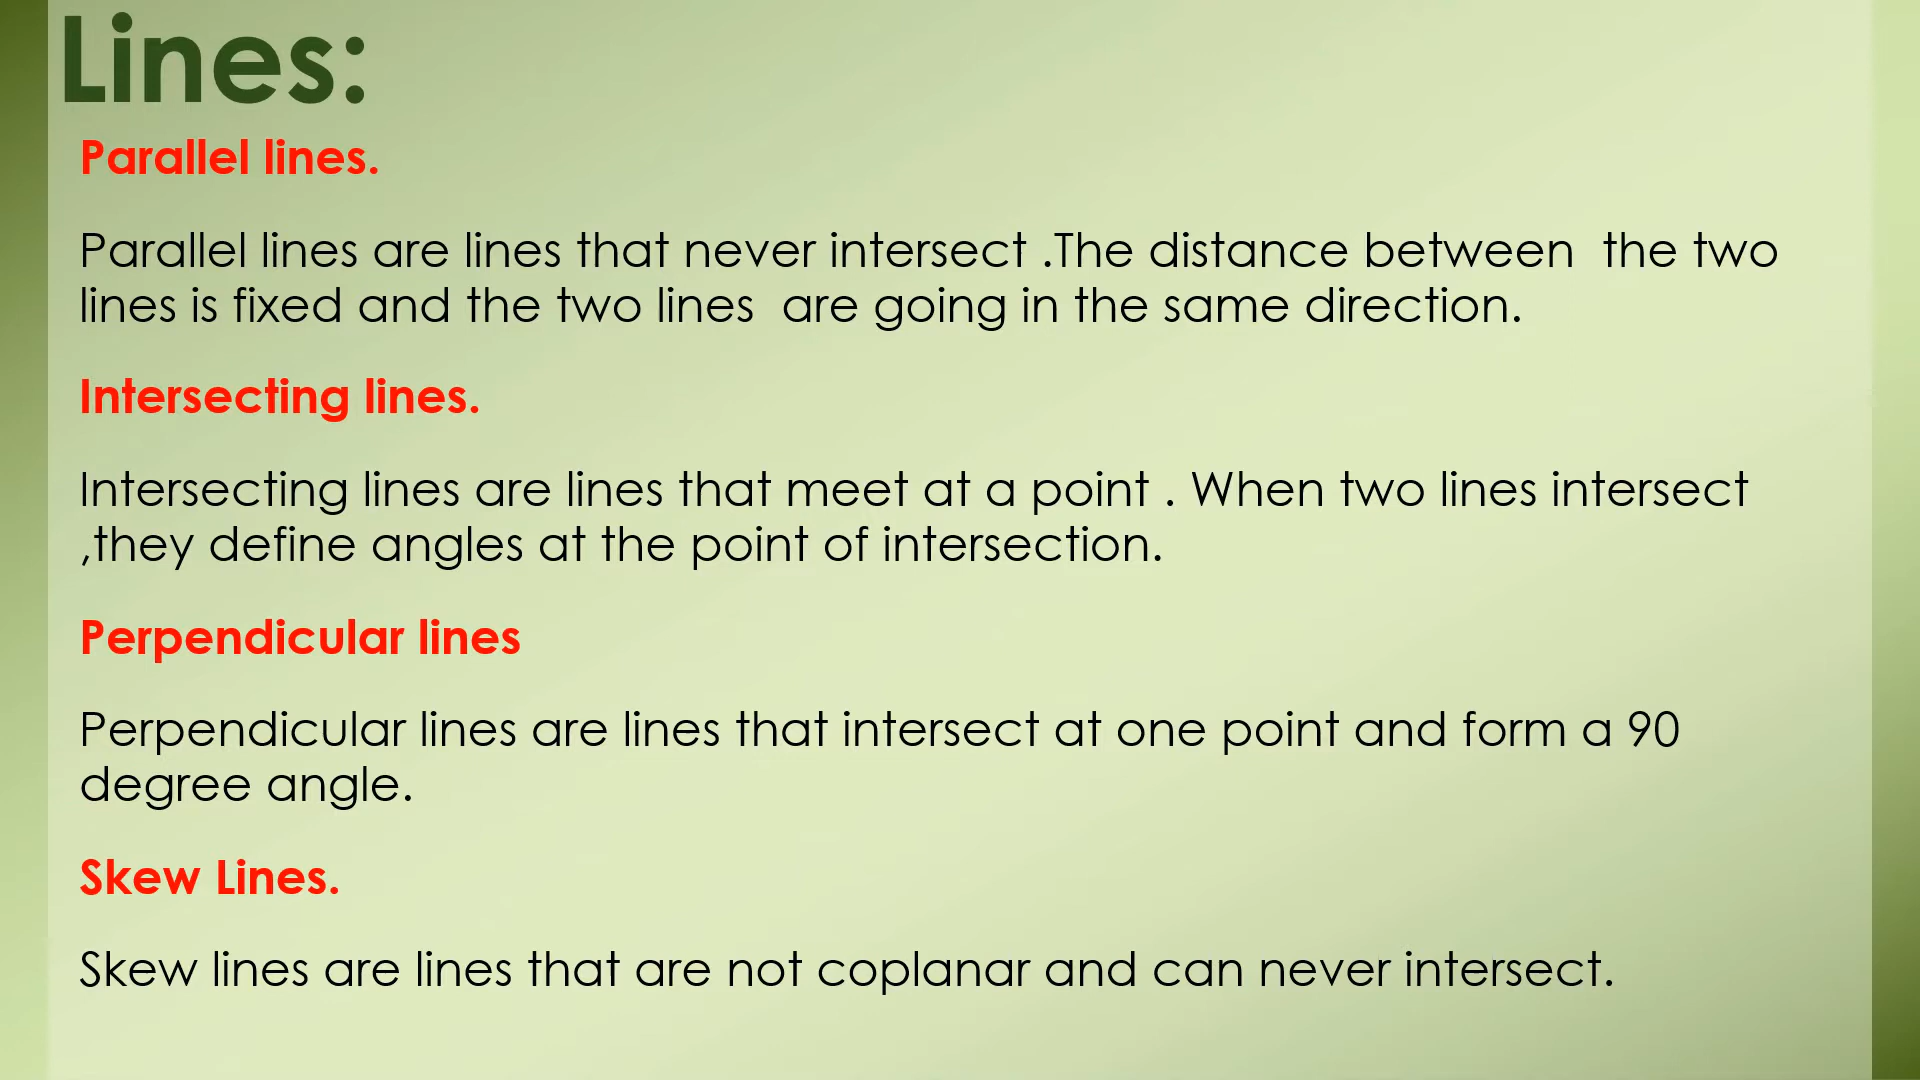 Lines:
Parallel lines.
Parallel lines are lines that never intersect .The distance between  the two
lines is fixed and the two lines  are going in the same direction.
Intersecting lines.
Intersecting lines are lines that meet at a point . When two lines intersect
,they define angles at the point of intersection.
Perpendicular lines
Perpendicular lines are lines that intersect at one point and form a 90
degree angle.
Skew Lines.
Skew lines are lines that are not coplanar and can never intersect.